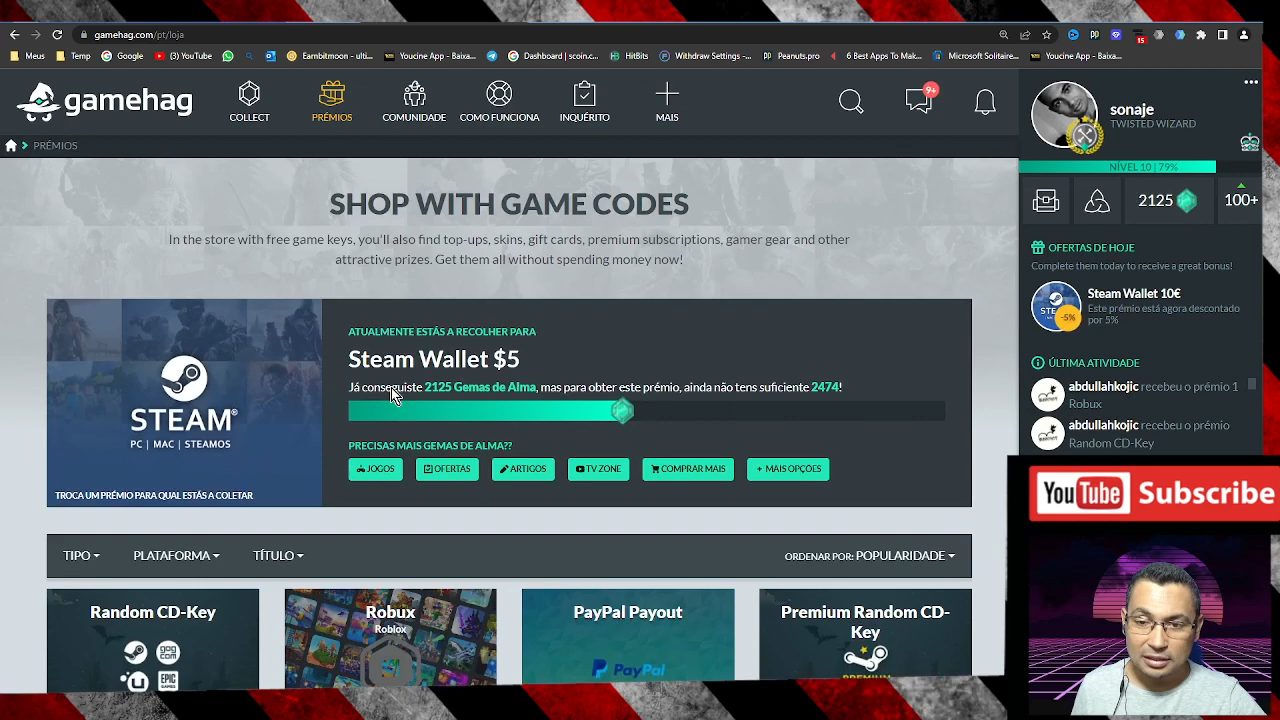 gamehag.com/pt/loja
Meus
Temp
Google
(3) YouTube
Earnbitmoon - ulti...
Youcine App - Baixa...
Dashboard | scoin.c...
HitBits
Withdraw Settings -...
Peanuts.pro
6 Best Apps To Mak...
Microsoft Solitaire...
Youcine App - Baixa...
15
gamehag
COLLECT
PRÉMIOS
COMUNIDADE
COMO FUNCIONA
INQUÉRITO
MAIS
9+
sonaje
TWISTED WIZARD
PRÉMIOS
NÍVEL 10 | 79%
2125
100+
SHOP WITH GAME CODES
In the store with free game keys, you'll also find top-ups, skins, gift cards, premium subscriptions, gamer gear and other
attractive prizes. Get them all without spending money now!
OFERTAS DE HOJE
Complete them today to receive a great bonus!
Steam Wallet 10€
Este prémio está agora descontado
por 5%
-5%
STEAM
PC | MAC | STEAMOS
TROCA UM PRÉMIO PARA QUAL ESTÁS A COLETAR
ATUALMENTE ESTÁS A RECOLHER PARA
Steam Wallet $5
Já conseguiste 2125 Gemas de Alma, mas para obter este prémio, ainda não tens suficiente 2474!
PRECISAS MAIS GEMAS DE ALMA??
JOGOS
OFERTAS
ARTIGOS
TV ZONE
COMPRAR MAIS
+ MAIS OPÇÕES
ÚLTIMA ATIVIDADE
abdullahkojic recebeu o prémio 1
Robux
abdullahkojic recebeu o prémio
Random CD-Key
YouTube Subscribe
TIPO
PLATAFORMA
TÍTULO
ORDENAR POR: POPULARIDADE
Random CD-Key
GOG
COM
EPIC
GAMES
Robux
Roblox
PayPal Payout
PayPal
Premium Random CD-
Key
PREMIUM